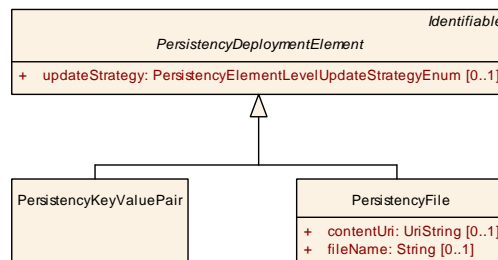 Identifiable
PersistencyDeploymentElement
+ updateStrategy: PersistencyElementLevelUpdateStrategyEnum [0..1]
PersistencyKeyValuePair
PersistencyFile
+ contentUri: UriString [0..1]
+ fileName: String [0..1]